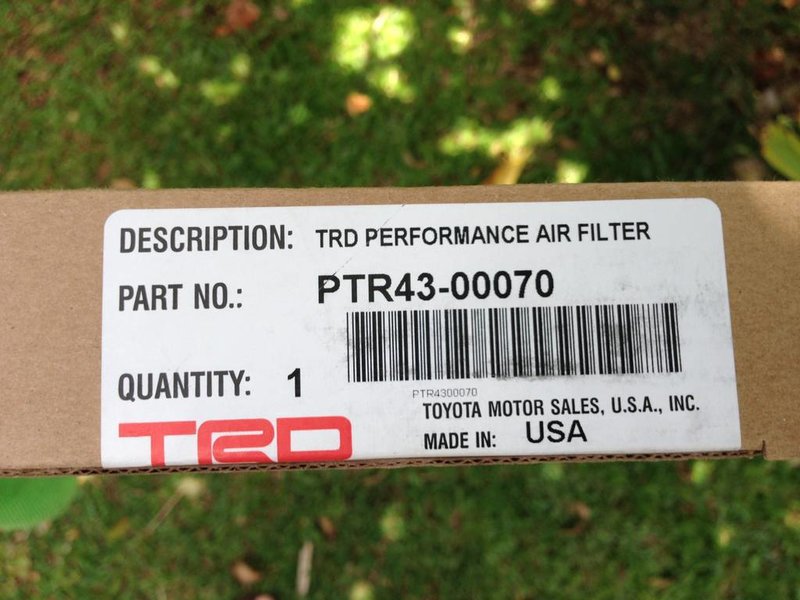 DESCRIPTION: TRD PERFORMANCE AIR FILTER
PART NO.: PTR43-00070
PTR4300070
QUANTITY: 1
TOYOTA MOTOR SALES, U.S.A., INC.
MADE IN: USA
TRD